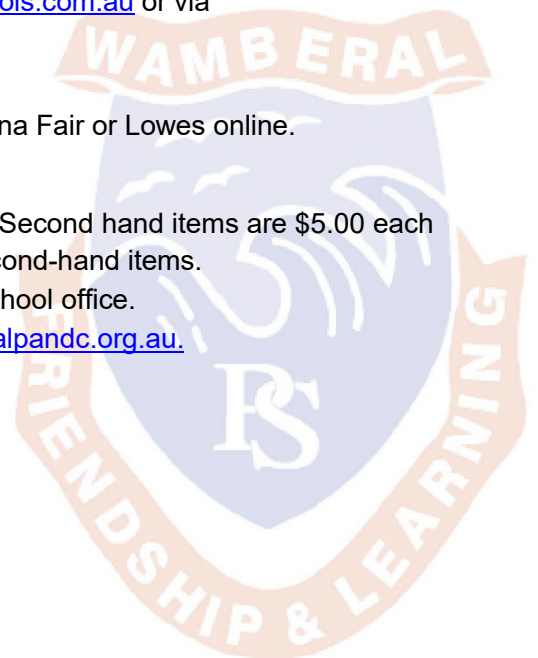 ols.com.au or via
WAMBERAL
na Fair or Lowes online.
Second hand items are $5.00 each
cond-hand items.
hool office.
alpandc.org.au.
PS
FRIENDSHIP & LEARNING